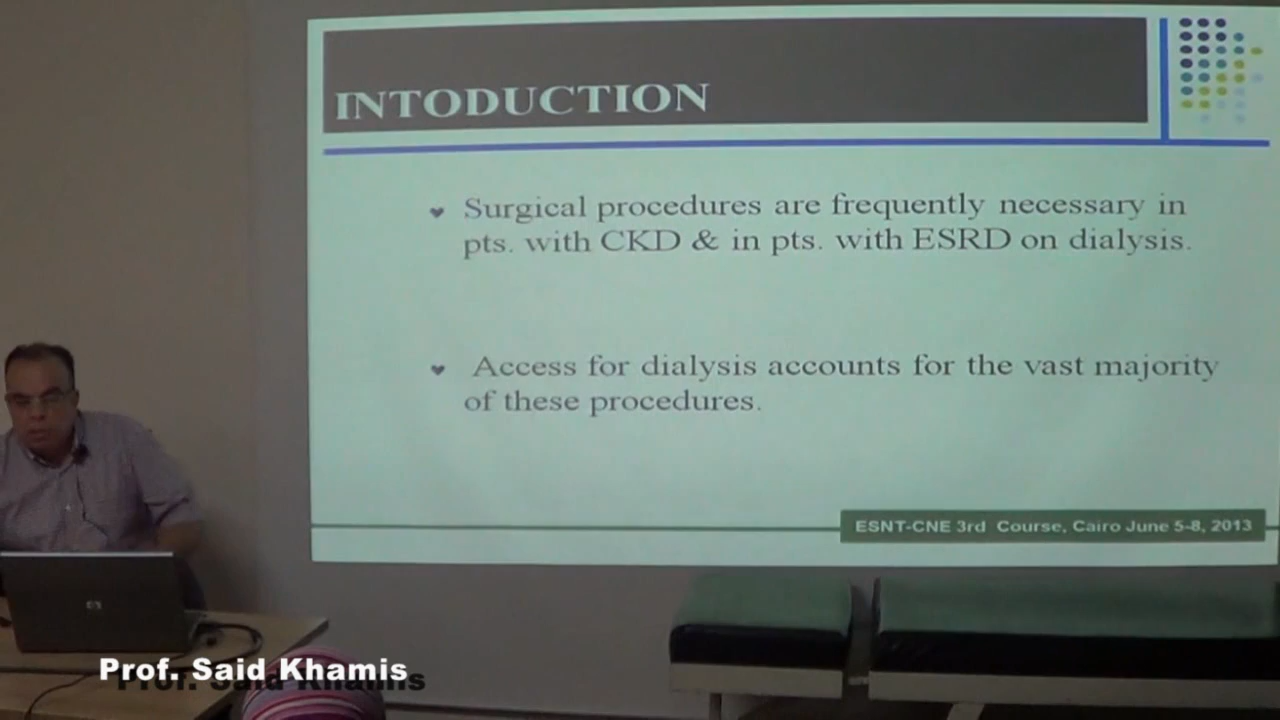 INTODUCTION
Surgical procedures are frequently necessary in
pts. with CKD & in pts. with ESRD on dialysis.
Access for dialysis accounts for the vast majority
of these procedures.
ESNT-CNE 3rd Course, Cairo June 5-8, 2013
hp
Prof. Said Khamis